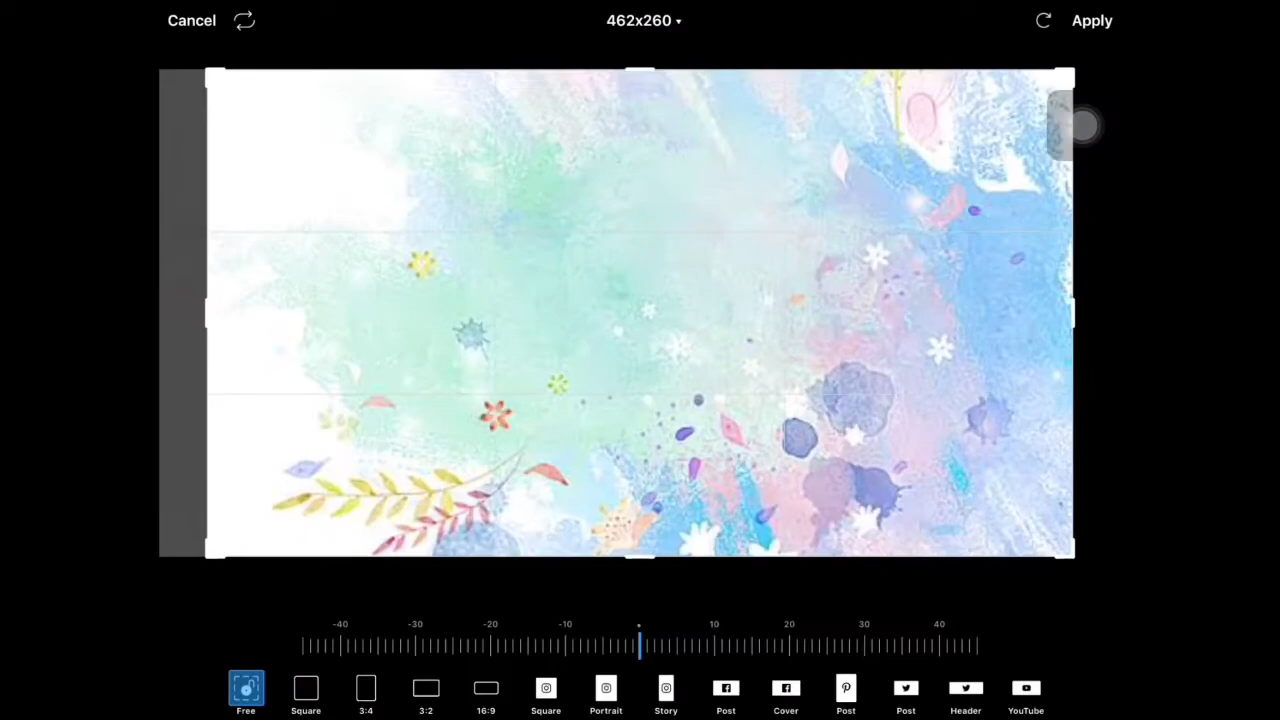 Cancel 462x260 ▾ Apply
-40 -30 -20 -10 10 20 30 40
Free Square 3:4 3:2 16:9 Square Portrait Story Post Cover Post Post Header YouTube